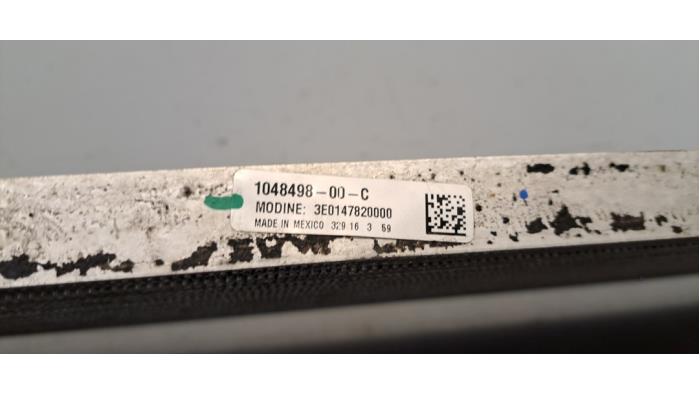 1048498-00-C
MODINE: 3E0147820000
MADE IN MEXICO 329 16 3 59